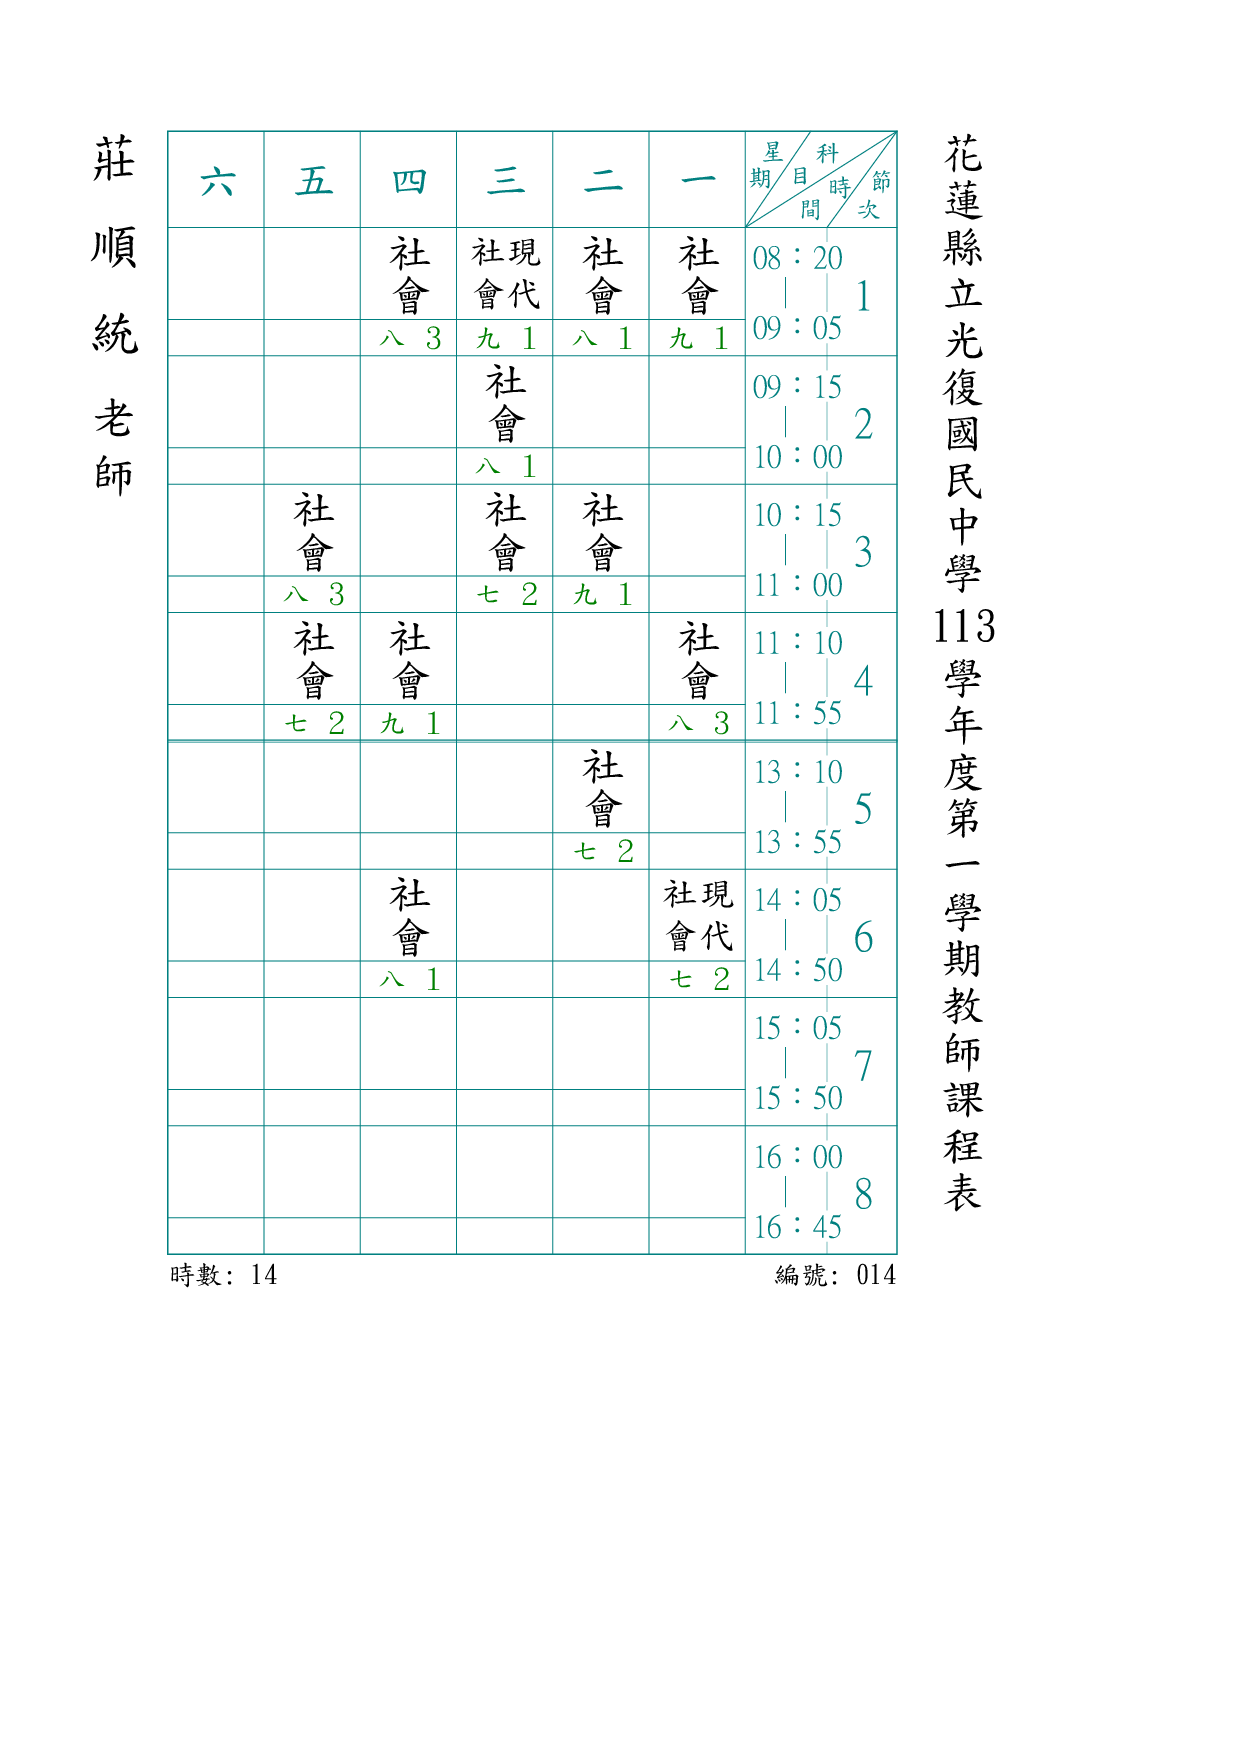 花蓮縣立光復國民中學113學年度第一學期教師課程表
莊順統老師
星期 科目 時間 節次
一 二 三 四 五 六
08:20 | 09:05 1
社會 九 1
社會 八 1
現代社會 九 1
社會 八 3
09:15 | 10:00 2
社會 八 1
10:15 | 11:00 3
社會 九 1
社會 七 2
社會 八 3
11:10 | 11:55 4
社會 八 3
社會 九 1
社會 七 2
13:10 | 13:55 5
社會 七 2
14:05 | 14:50 6
現代社會 七 2
社會 八 1
15:05 | 15:50 7
16:00 | 16:45 8
編號: 014
時數: 14